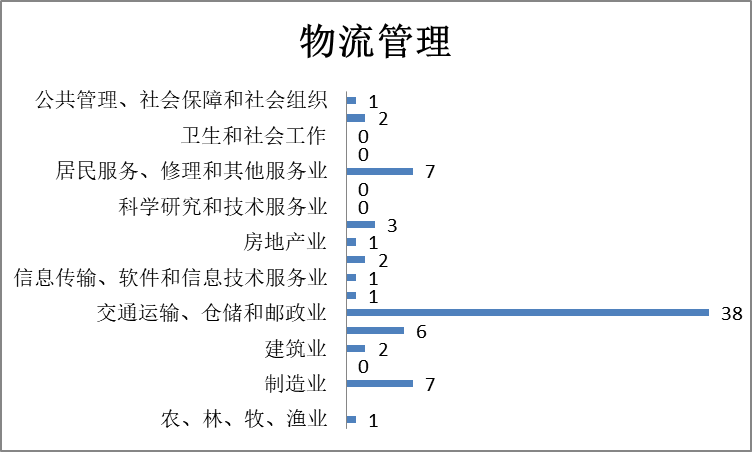 物流管理
公共管理、社会保障和社会组织 1
2
卫生和社会工作 0
0
居民服务、修理和其他服务业 7
0
科学研究和技术服务业 0
3
房地产业 1
2
信息传输、软件和信息技术服务业 1
1
交通运输、仓储和邮政业 38
6
建筑业 2
0
制造业 7
农、林、牧、渔业 1